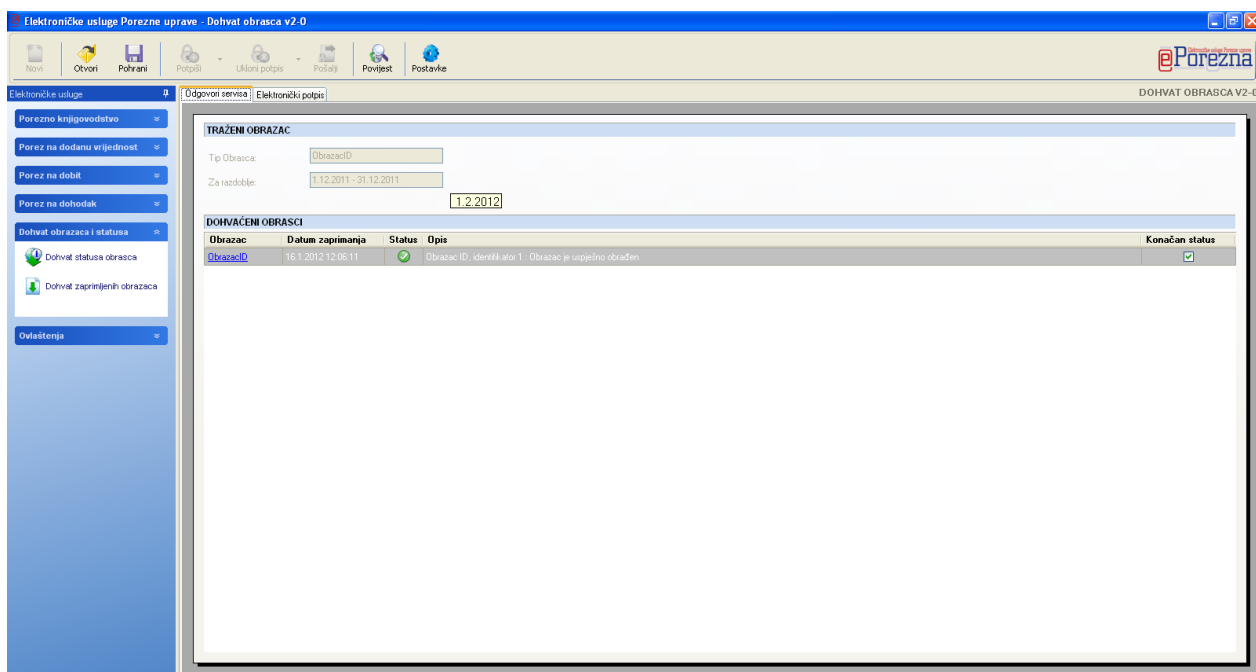 Elektroničke usluge Porezne uprave - Dohvat obrasca v2-0
Novi Otvori Pohrani Potpiši Ukloni potpis Pošalji Povijest Postavke
Elektroničke usluge Porezne uprave
ePorezna
Elektroničke usluge
Odgovori servisa Elektronički potpis
DOHVAT OBRASCA V2-0
Porezno knjigovodstvo
Porez na dodanu vrijednost
Porez na dobit
Porez na dohodak
Dohvat obrazaca i statusa
Dohvat statusa obrasca
Dohvat zaprimljenih obrazaca
Ovlaštenja
TRAŽENI OBRAZAC
Tip Obrasca: ObrazacID
Za razdoblje: 1.12.2011 - 31.12.2011
1.2.2012
DOHVAĆENI OBRASCI
Obrazac Datum zaprimanja Status Opis Konačan status
ObrazacID 16.1.2012 12:06:11 Obrazac ID, identifikator 1 : Obrazac je uspješno obrađen